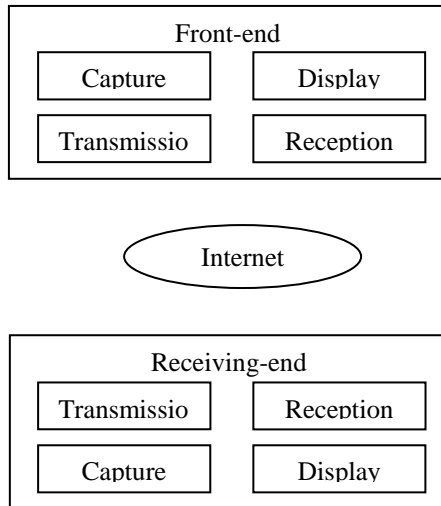 Front-end
Capture Display
Transmissio Reception
Internet
Receiving-end
Transmissio Reception
Capture Display